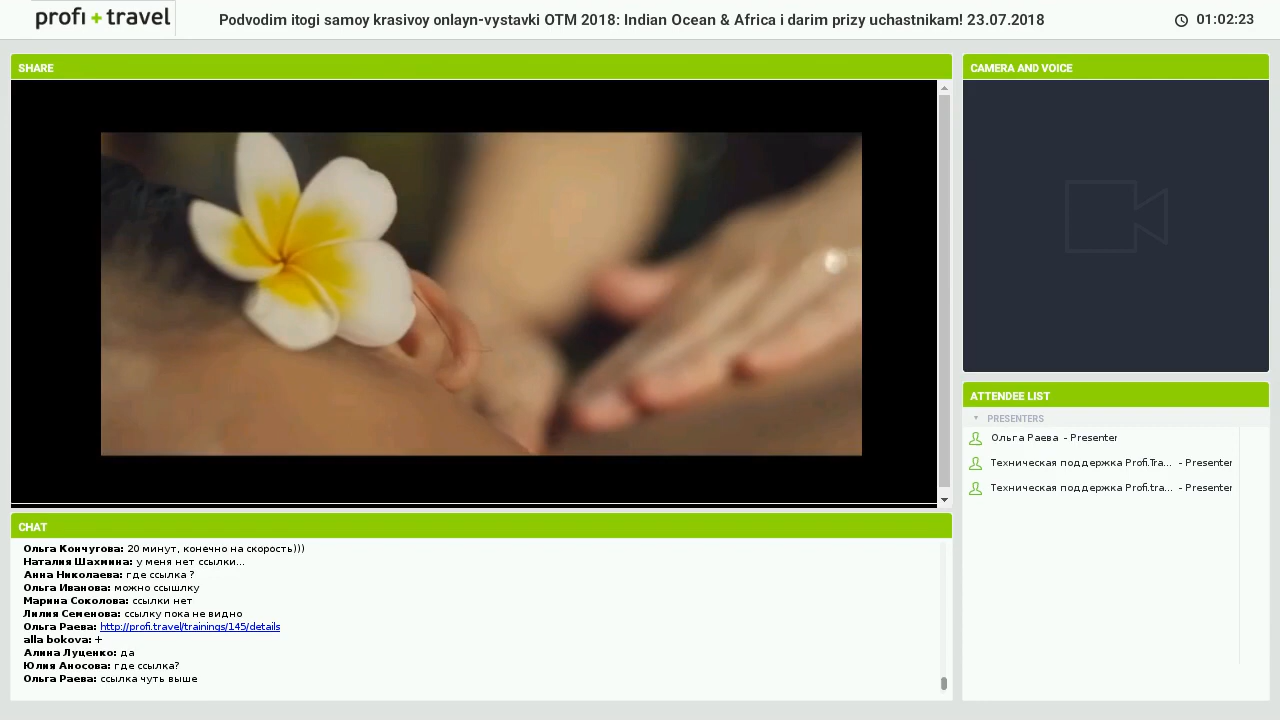 profi + travel
Podvodim itogi samoy krasivoy onlayn-vystavki OTM 2018: Indian Ocean & Africa i darim prizy uchastnikam! 23.07.2018
01:02:23
SHARE
CAMERA AND VOICE
ATTENDEE LIST
PRESENTERS
Ольга Раева - Presenter
Техническая поддержка Profi.Tra... - Presenter
Техническая поддержка Profi.tra... - Presenter
CHAT
Ольга Кончугова: 20 минут, конечно на скорость)))
Наталия Шахмина: у меня нет ссылки...
Анна Николаева: где ссылка ?
Ольга Иванова: можно ссышлку
Марина Соколова: ссылки нет
Лилия Семенова: ссылку пока не видно
Ольга Раева: http://profi.travel/trainings/145/details
alla bokova: +
Алина Луценко: да
Юлия Аносова: где ссылка?
Ольга Раева: ссылка чуть выше